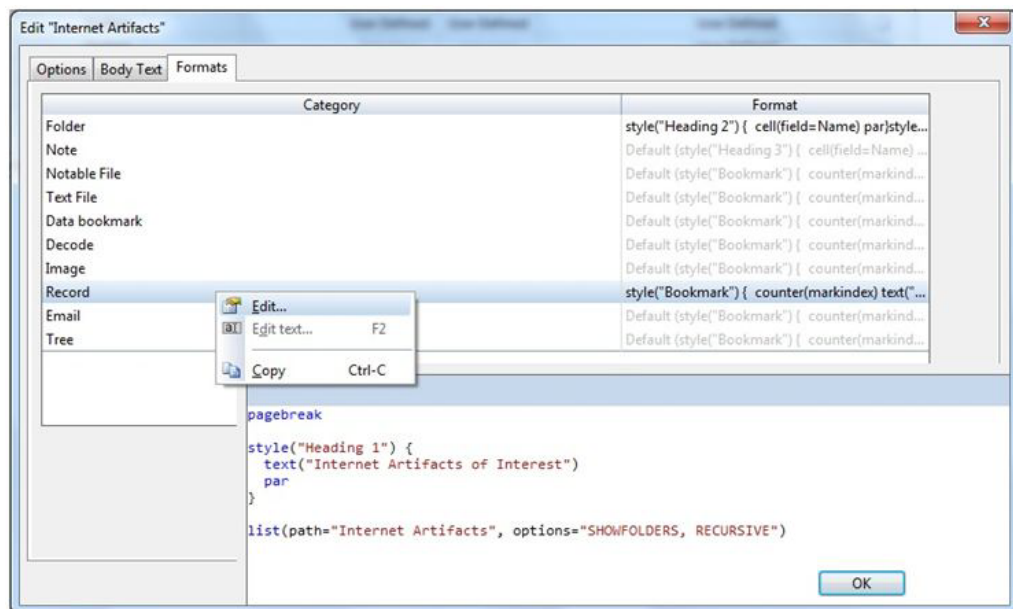 Edit "Internet Artifacts"
Options Body Text Formats
Category Format
Folder style("Heading 2") { cell(field=Name) par}style...
Note Default (style("Heading 3") { cell(field=Name) ...
Notable File Default (style("Bookmark") { counter(markind...
Text File Default (style("Bookmark") { counter(markind...
Data bookmark Default (style("Bookmark") { counter(markind...
Decode Default (style("Bookmark") { counter(markind...
Image Default (style("Bookmark") { counter(markind...
Record style("Bookmark") { counter(markindex) text("...
Edit...
Email Default (style("Bookmark") { counter(markind...
Edit text... F2
Tree Default (style("Bookmark") { counter(markind...
Copy Ctrl-C
pagebreak
style("Heading 1") {
text("Internet Artifacts of Interest")
par
}
list(path="Internet Artifacts", options="SHOWFOLDERS, RECURSIVE")
OK